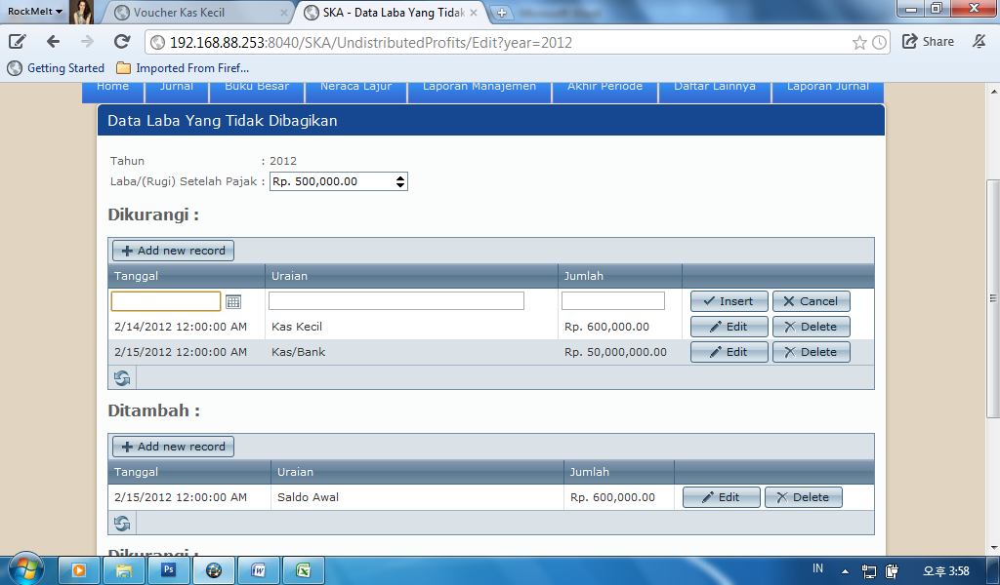 RockMelt
Voucher Kas Kecil
SKA - Data Laba Yang Tidak
192.168.88.253:8040/SKA/UndistributedProfits/Edit?year=2012
Share
Getting Started
Imported From Firef...
Home
Jurnal
Buku Besar
Neraca Lajur
Laporan Manajemen
Akhir Periode
Daftar Lainnya
Laporan Jurnal
Data Laba Yang Tidak Dibagikan
Tahun : 2012
Laba/(Rugi) Setelah Pajak : Rp. 500,000.00
Dikurangi :
Add new record
Tanggal Uraian Jumlah
Insert Cancel
2/14/2012 12:00:00 AM Kas Kecil Rp. 600,000.00 Edit Delete
2/15/2012 12:00:00 AM Kas/Bank Rp. 50,000,000.00 Edit Delete
Ditambah :
Add new record
Tanggal Uraian Jumlah
2/15/2012 12:00:00 AM Saldo Awal Rp. 600,000.00 Edit Delete
Dikurangi :
Ps
IN
오후 3:58